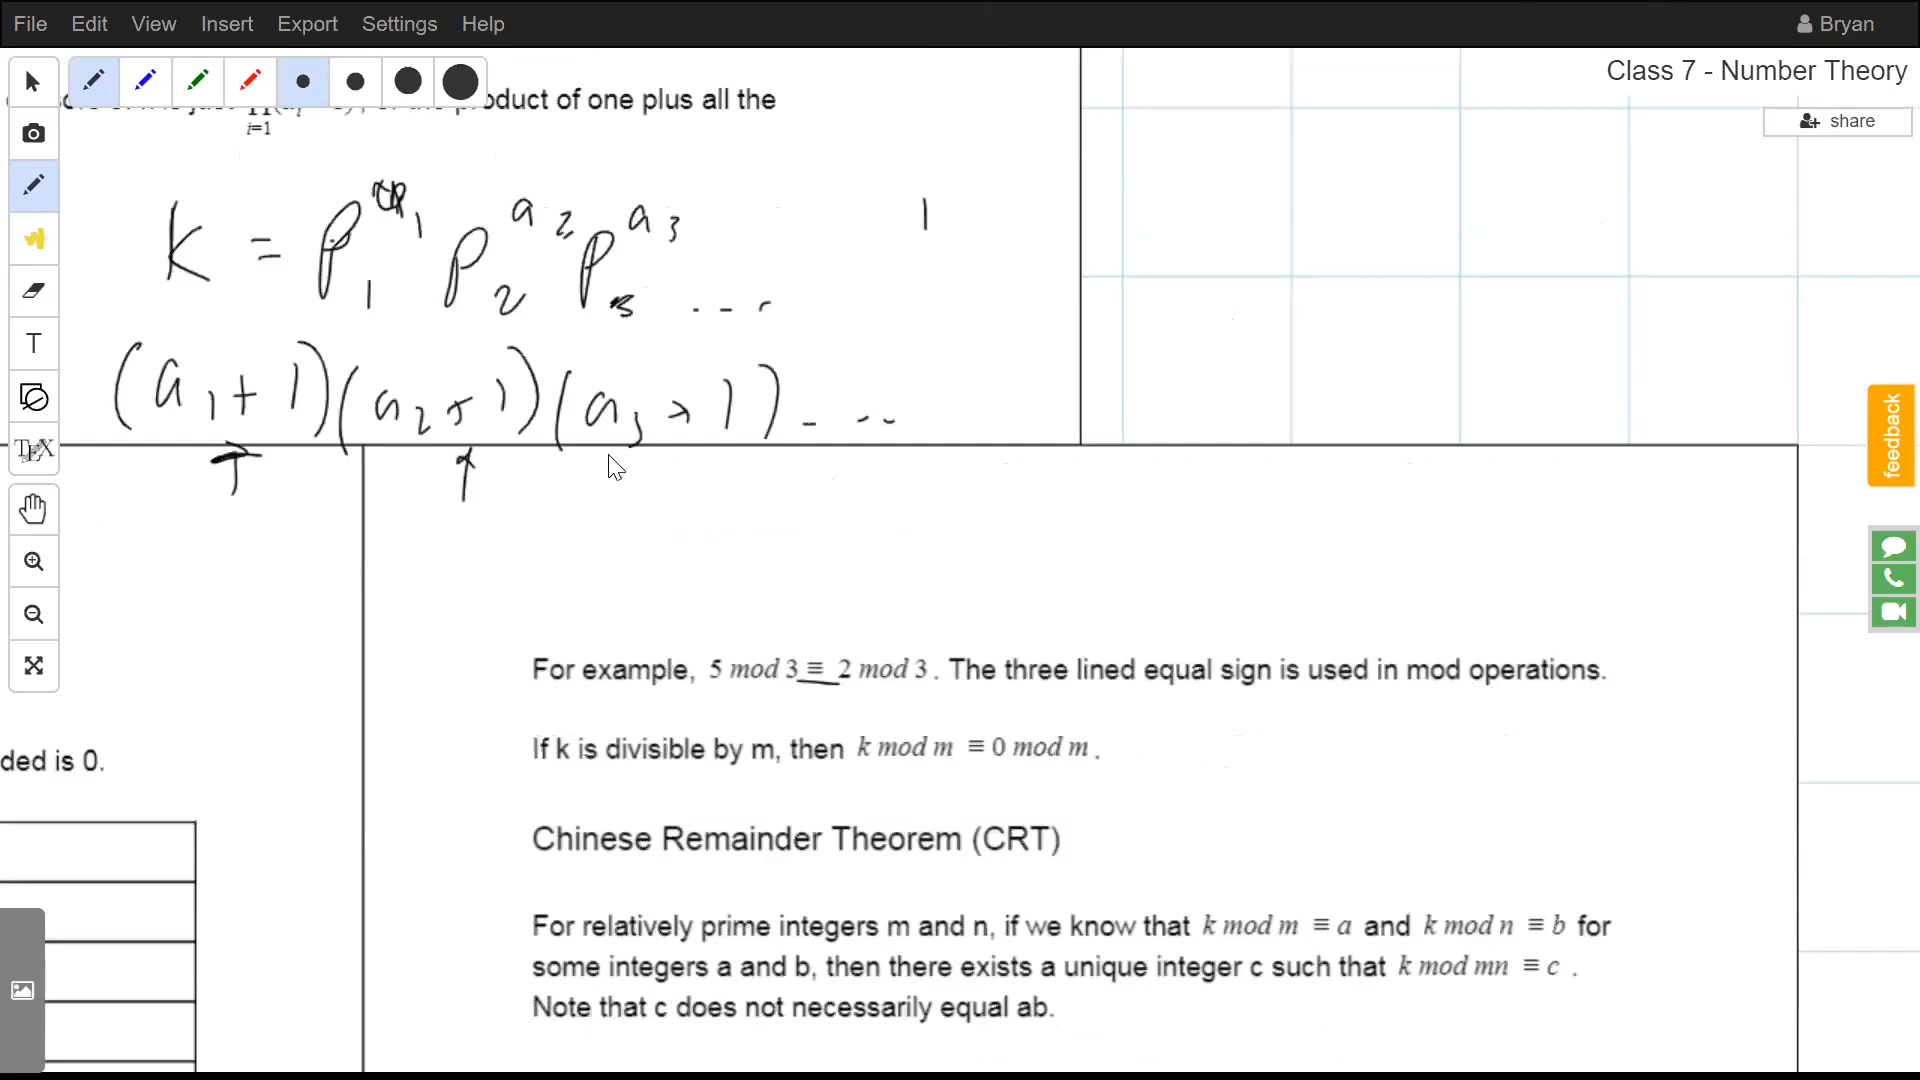 File Edit View Insert Export Settings Help Bryan
Class 7 - Number Theory
share
product of one plus all the
i=1
k = p₁^a₁ p₂^a₂ p₃^a₃ ....
1
(a₁+1)(a₂+1)(a₃+1)....
T
TEX
feedback
For example, 5 mod 3 ≡ 2 mod 3. The three lined equal sign is used in mod operations.
If k is divisible by m, then k mod m ≡ 0 mod m.
ded is 0.
Chinese Remainder Theorem (CRT)
For relatively prime integers m and n, if we know that k mod m ≡ a and k mod n ≡ b for
some integers a and b, then there exists a unique integer c such that k mod mn ≡ c .
Note that c does not necessarily equal ab.